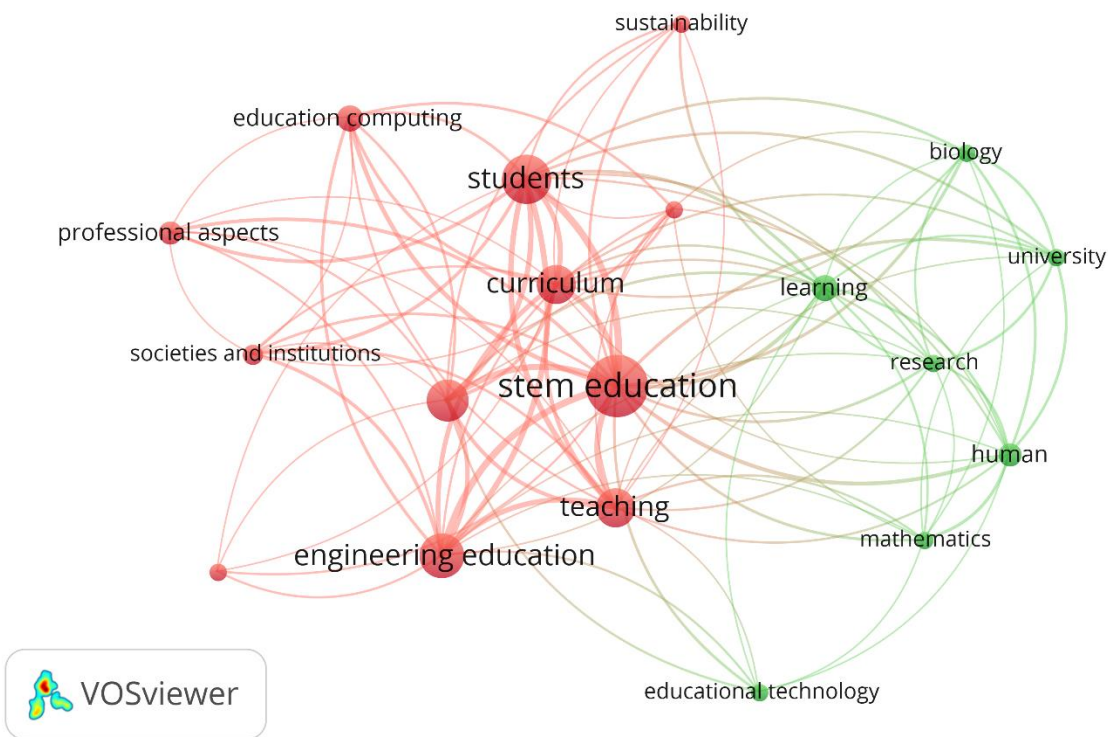 sustainability
education computing
biology
students
professional aspects
university
curriculum
learning
societies and institutions
research
stem education
human
teaching
mathematics
engineering education
educational technology
VOSviewer